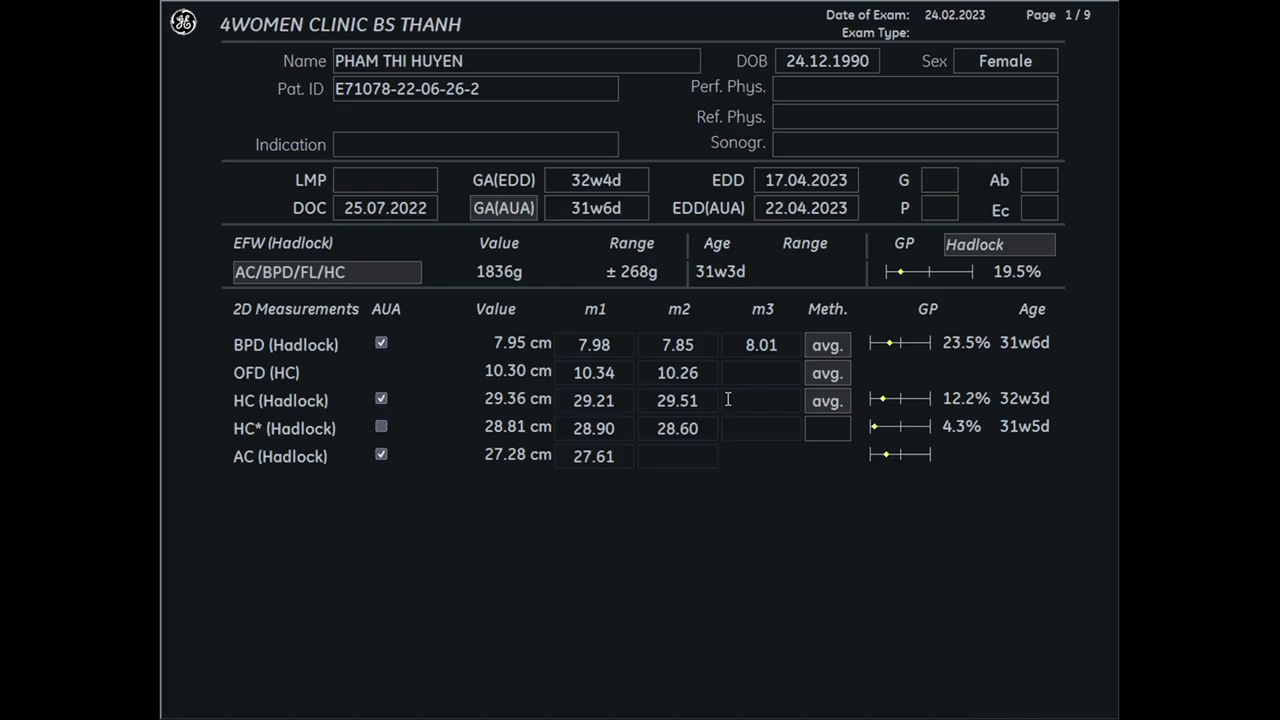 4WOMEN CLINIC BS THANH
Date of Exam: 24.02.2023 Page 1 / 9
Exam Type:
Name PHAM THI HUYEN DOB 24.12.1990 Sex Female
Pat. ID E71078-22-06-26-2 Perf. Phys.
Ref. Phys.
Indication Sonogr.
LMP GA(EDD) 32w4d EDD 17.04.2023 G Ab
DOC 25.07.2022 GA(AUA) 31w6d EDD(AUA) 22.04.2023 P Ec
EFW (Hadlock) Value Range Age Range GP Hadlock
AC/BPD/FL/HC 1836g ± 268g 31w3d 19.5%
2D Measurements AUA Value m1 m2 m3 Meth. GP Age
BPD (Hadlock) 7.95 cm 7.98 7.85 8.01 avg. 23.5% 31w6d
OFD (HC) 10.30 cm 10.34 10.26 avg.
HC (Hadlock) 29.36 cm 29.21 29.51 avg. 12.2% 32w3d
HC* (Hadlock) 28.81 cm 28.90 28.60 4.3% 31w5d
AC (Hadlock) 27.28 cm 27.61